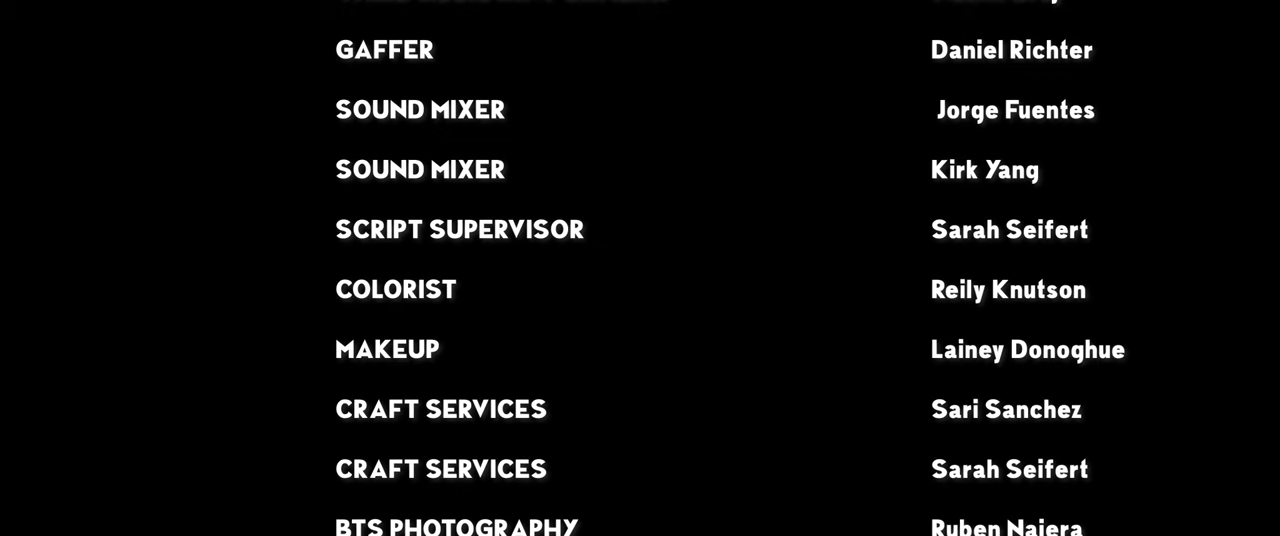 GAFFER Daniel Richter
SOUND MIXER Jorge Fuentes
SOUND MIXER Kirk Yang
SCRIPT SUPERVISOR Sarah Seifert
COLORIST Reily Knutson
MAKEUP Lainey Donoghue
CRAFT SERVICES Sari Sanchez
CRAFT SERVICES Sarah Seifert
BTS PHOTOGRAPHY Ruben Najera